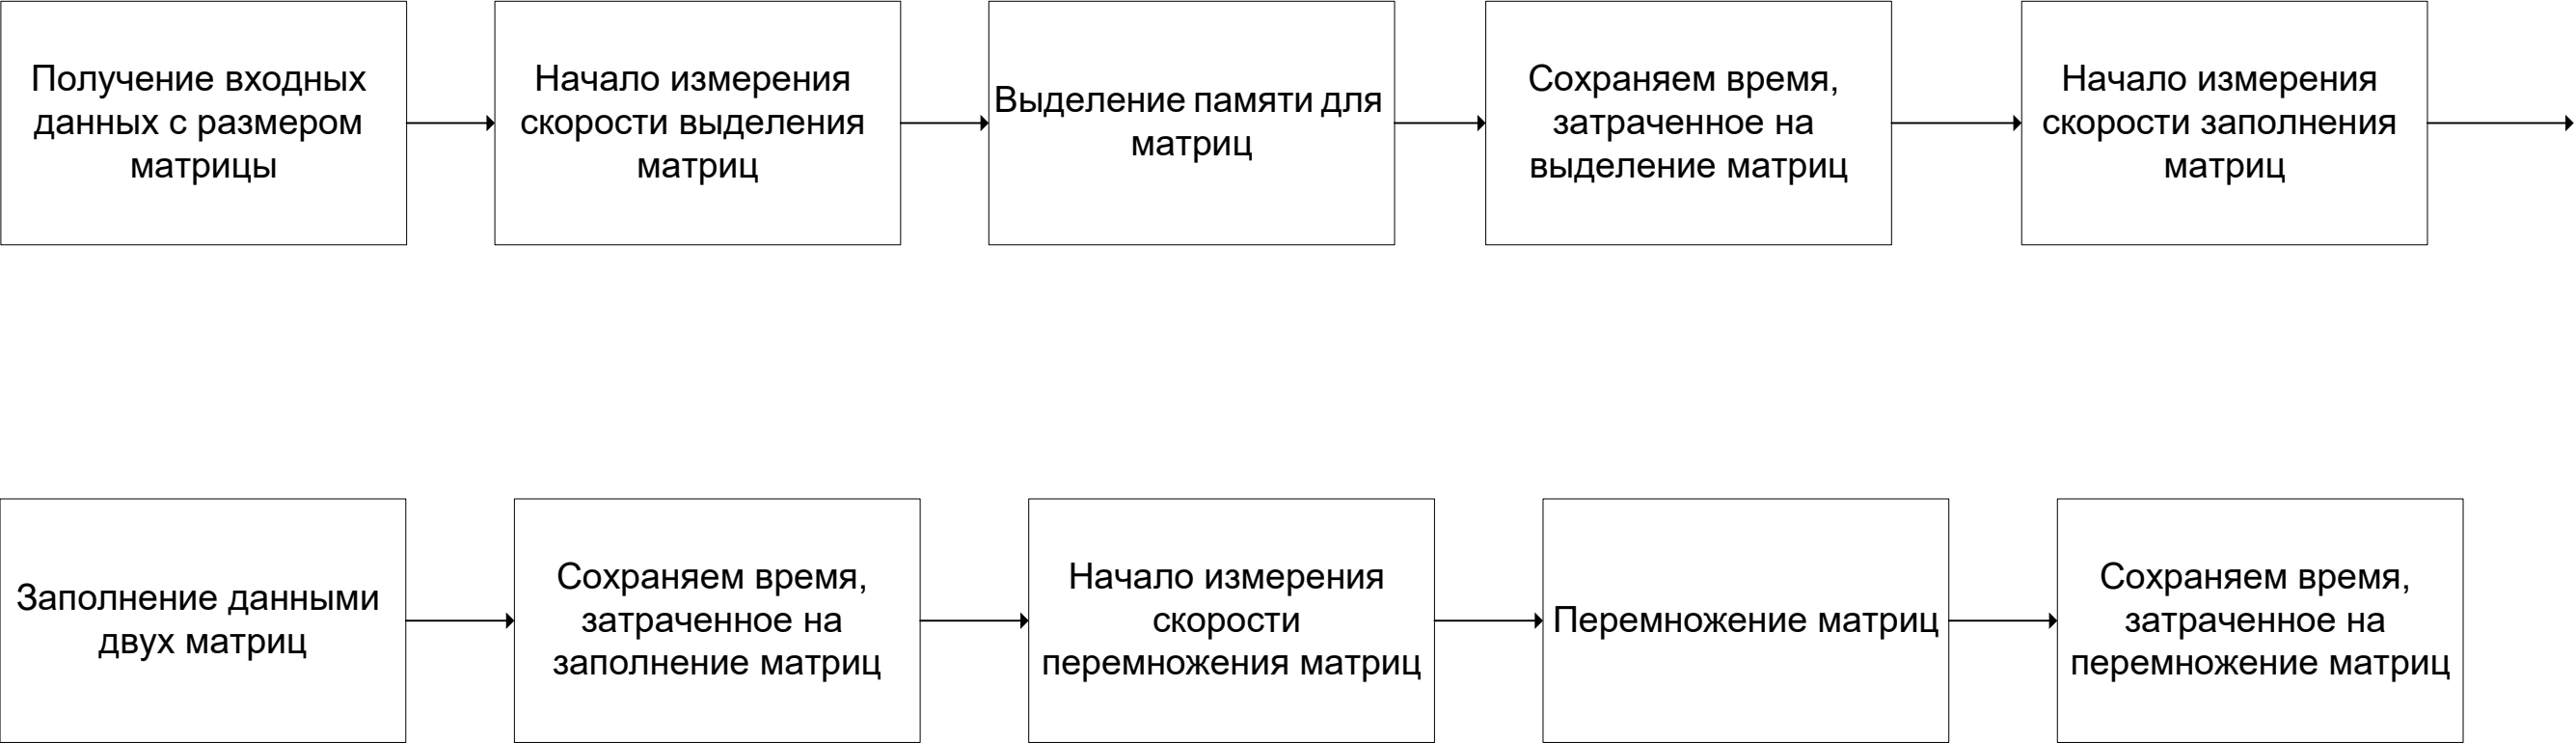 Получение входных
данных с размером
матрицы
Начало измерения
скорости выделения
матриц
Выделение памяти для
матриц
Сохраняем время,
затраченное на
выделение матриц
Начало измерения
скорости заполнения
матриц
Заполнение данными
двух матриц
Сохраняем время,
затраченное на
заполнение матриц
Начало измерения
скорости
перемножения матриц
Перемножение матриц
Сохраняем время,
затраченное на
перемножение матриц